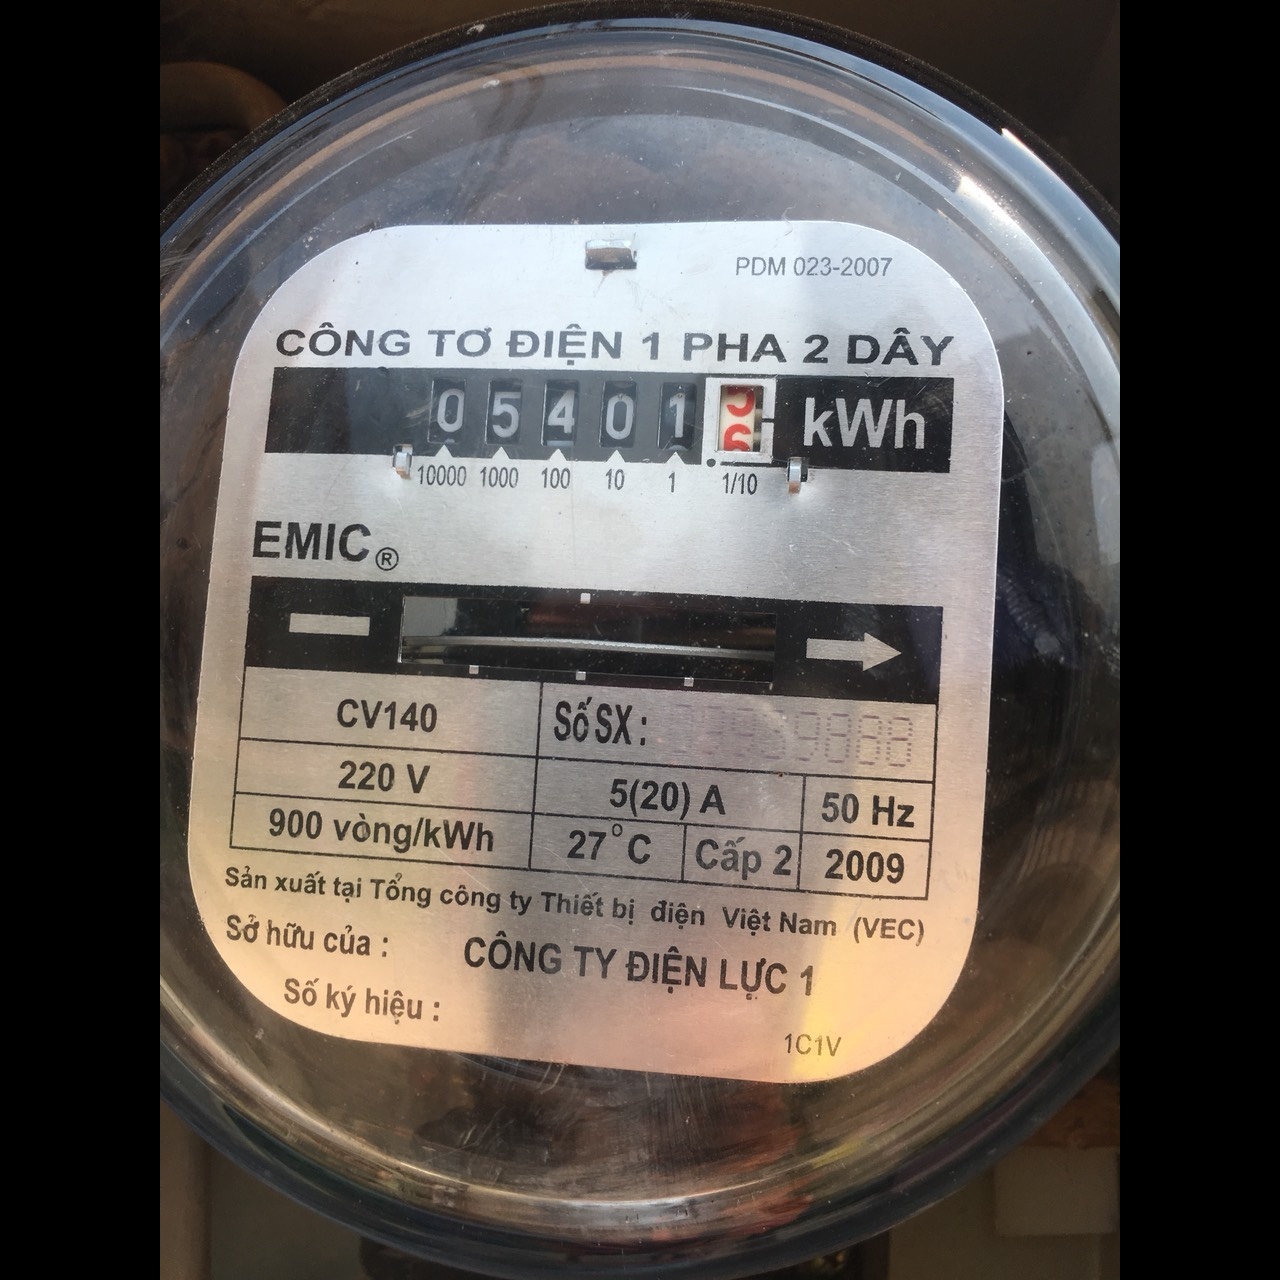 PDM 023-2007
CÔNG TƠ ĐIỆN 1 PHA 2 DÂY
05401 kWh
10000 1000 100 10 1 1/10
EMIC®
CV140 Số SX:
220 V 5(20) A 50 Hz
900 vòng/kWh 27°C Cấp 2 2009
Sản xuất tại Tổng công ty Thiết bị điện Việt Nam (VEC)
Sở hữu của : CÔNG TY ĐIỆN LỰC 1
Số ký hiệu :
1C1V